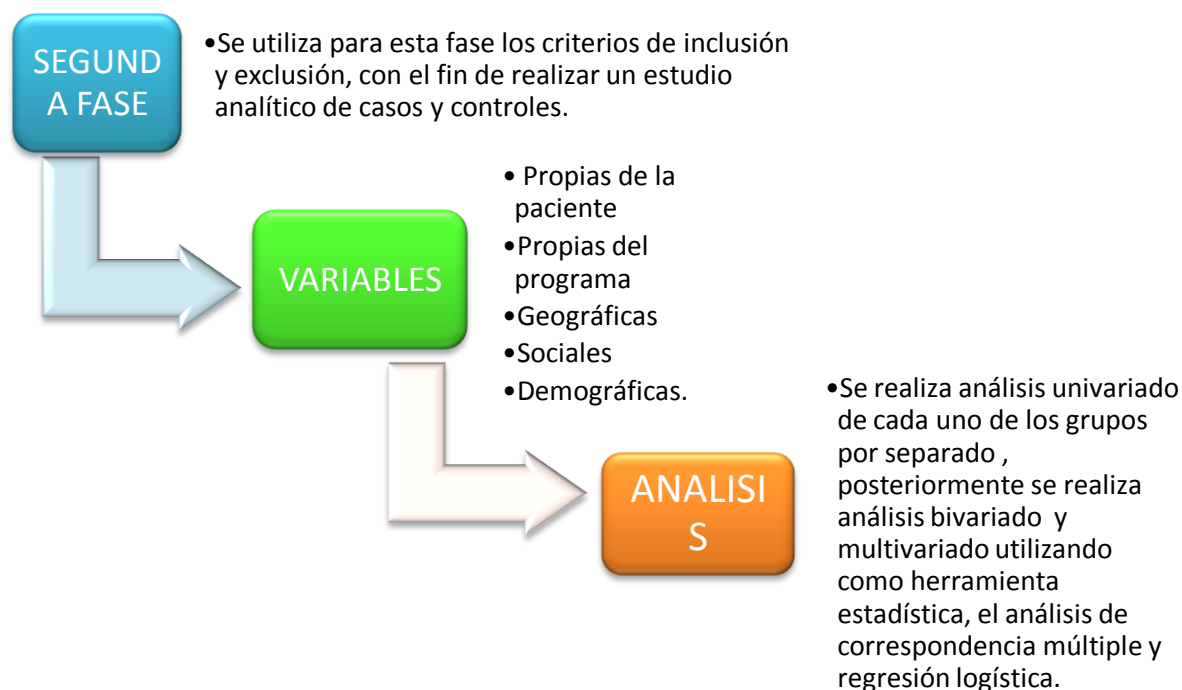 SEGUND
A FASE
•Se utiliza para esta fase los criterios de inclusión
y exclusión, con el fin de realizar un estudio
analítico de casos y controles.
VARIABLES
• Propias de la
paciente
•Propias del
programa
•Geográficas
•Sociales
•Demográficas.
ANALISI
S
•Se realiza análisis univariado
de cada uno de los grupos
por separado ,
posteriormente se realiza
análisis bivariado y
multivariado utilizando
como herramienta
estadística, el análisis de
correspondencia múltiple y
regresión logística.